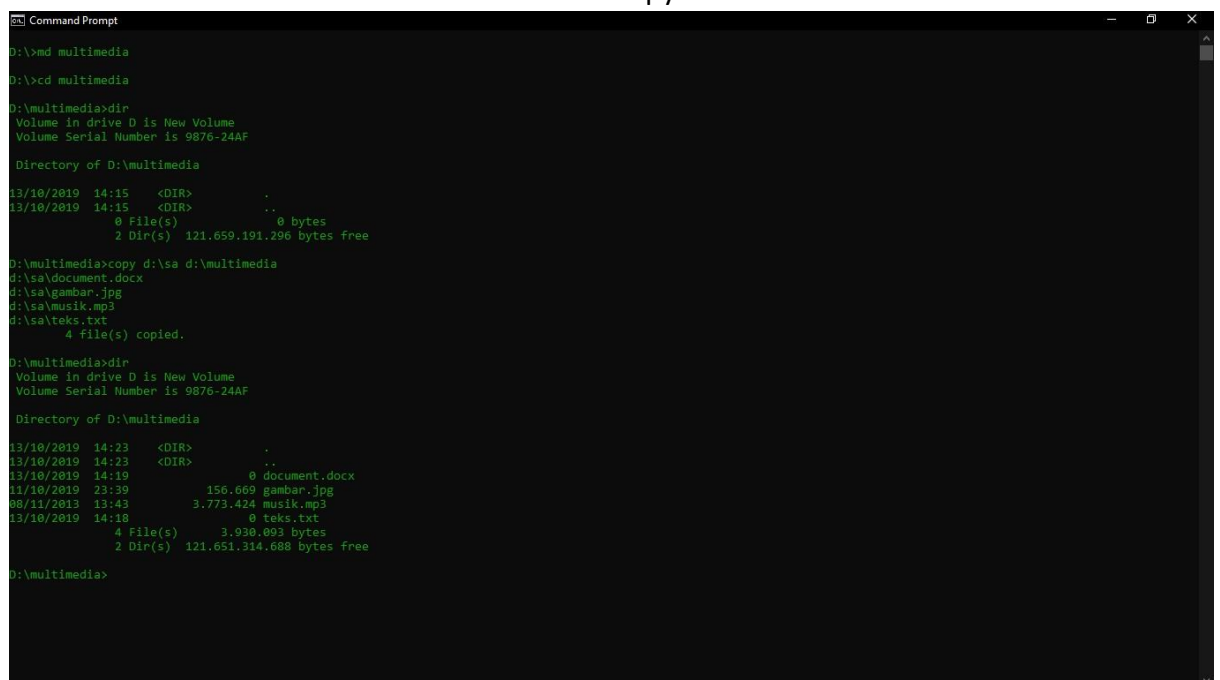 Command Prompt
D:\>md multimedia
D:\>cd multimedia
D:\multimedia>dir
Volume in drive D is New Volume
Volume Serial Number is 9876-24AF
Directory of D:\multimedia
13/10/2019 14:15 <DIR> .
13/10/2019 14:15 <DIR> ..
0 File(s) 0 bytes
2 Dir(s) 121.659.191.296 bytes free
D:\multimedia>copy d:\sa d:\multimedia
d:\sa\document.docx
d:\sa\gambar.jpg
d:\sa\musik.mp3
d:\sa\teks.txt
4 file(s) copied.
D:\multimedia>dir
Volume in drive D is New Volume
Volume Serial Number is 9876-24AF
Directory of D:\multimedia
13/10/2019 14:23 <DIR> .
13/10/2019 14:23 <DIR> ..
13/10/2019 14:19 0 document.docx
11/10/2019 23:39 156.669 gambar.jpg
08/11/2013 13:43 3.773.424 musik.mp3
13/10/2019 14:18 0 teks.txt
4 File(s) 3.930.093 bytes
2 Dir(s) 121.651.314.688 bytes free
D:\multimedia>